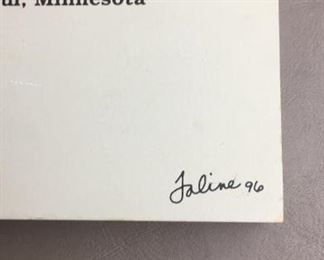 ul, Minnesota
Jaline 96